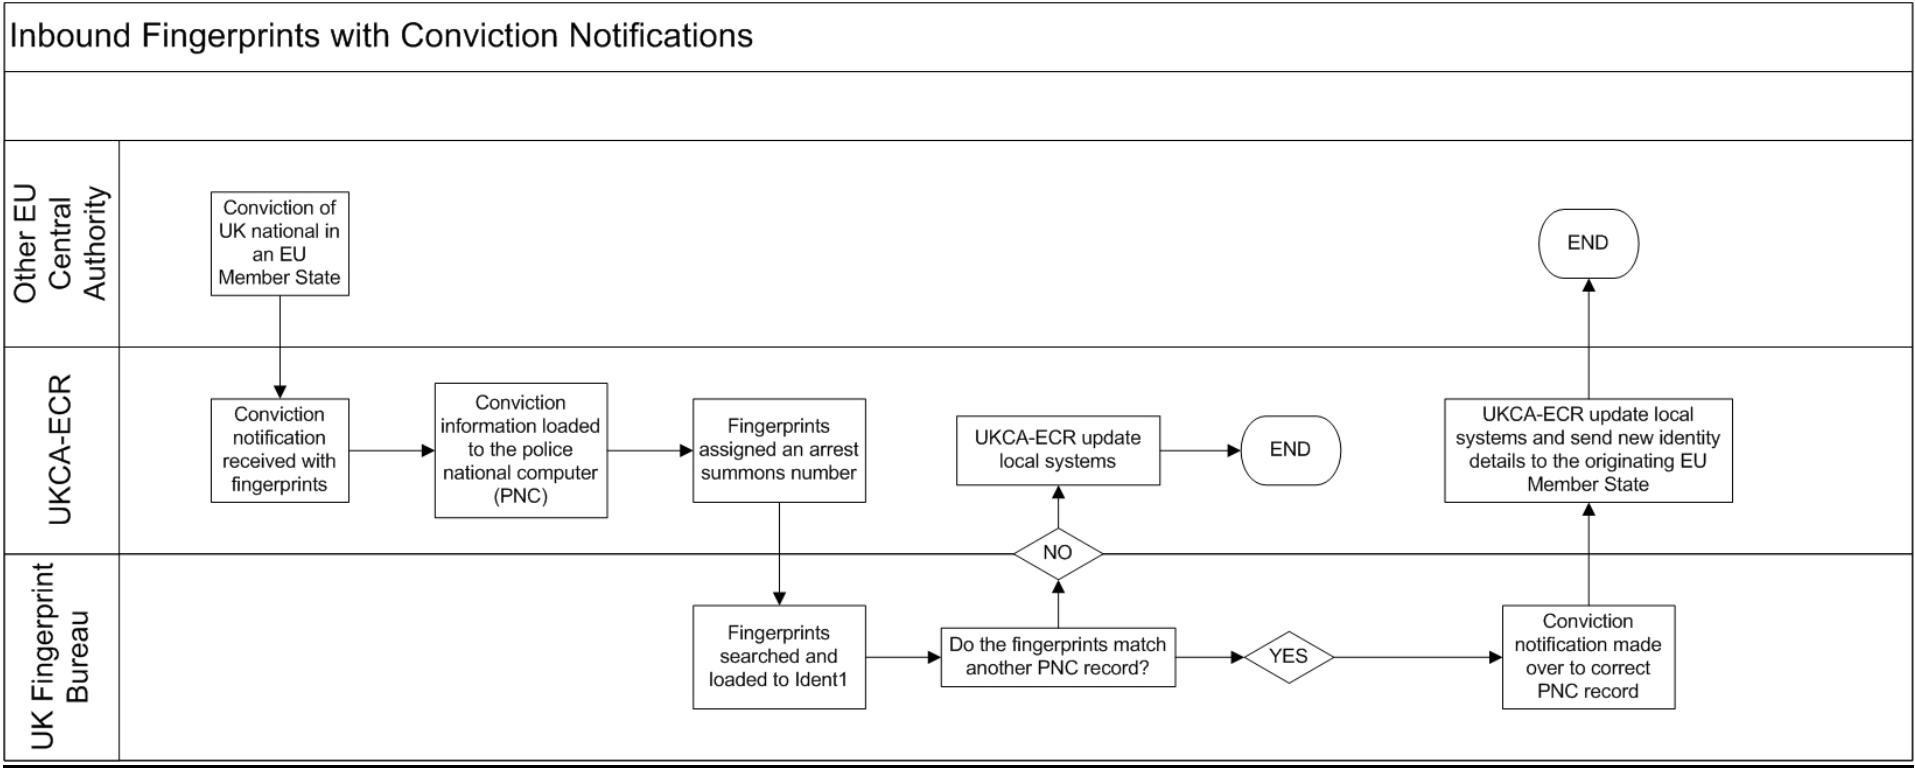 Inbound Fingerprints with Conviction Notifications
Other EU
Central
Authority
Conviction of
UK national in
an EU
Member State
END
UKCA-ECR
Conviction
notification
received with
fingerprints
Conviction
information loaded
to the police
national computer
(PNC)
Fingerprints
assigned an arrest
summons number
UKCA-ECR update
local systems
END
UKCA-ECR update local
systems and send new identity
details to the originating EU
Member State
NO
UK Fingerprint
Bureau
Fingerprints
searched and
loaded to Ident1
Do the fingerprints match
another PNC record?
YES
Conviction
notification made
over to correct
PNC record